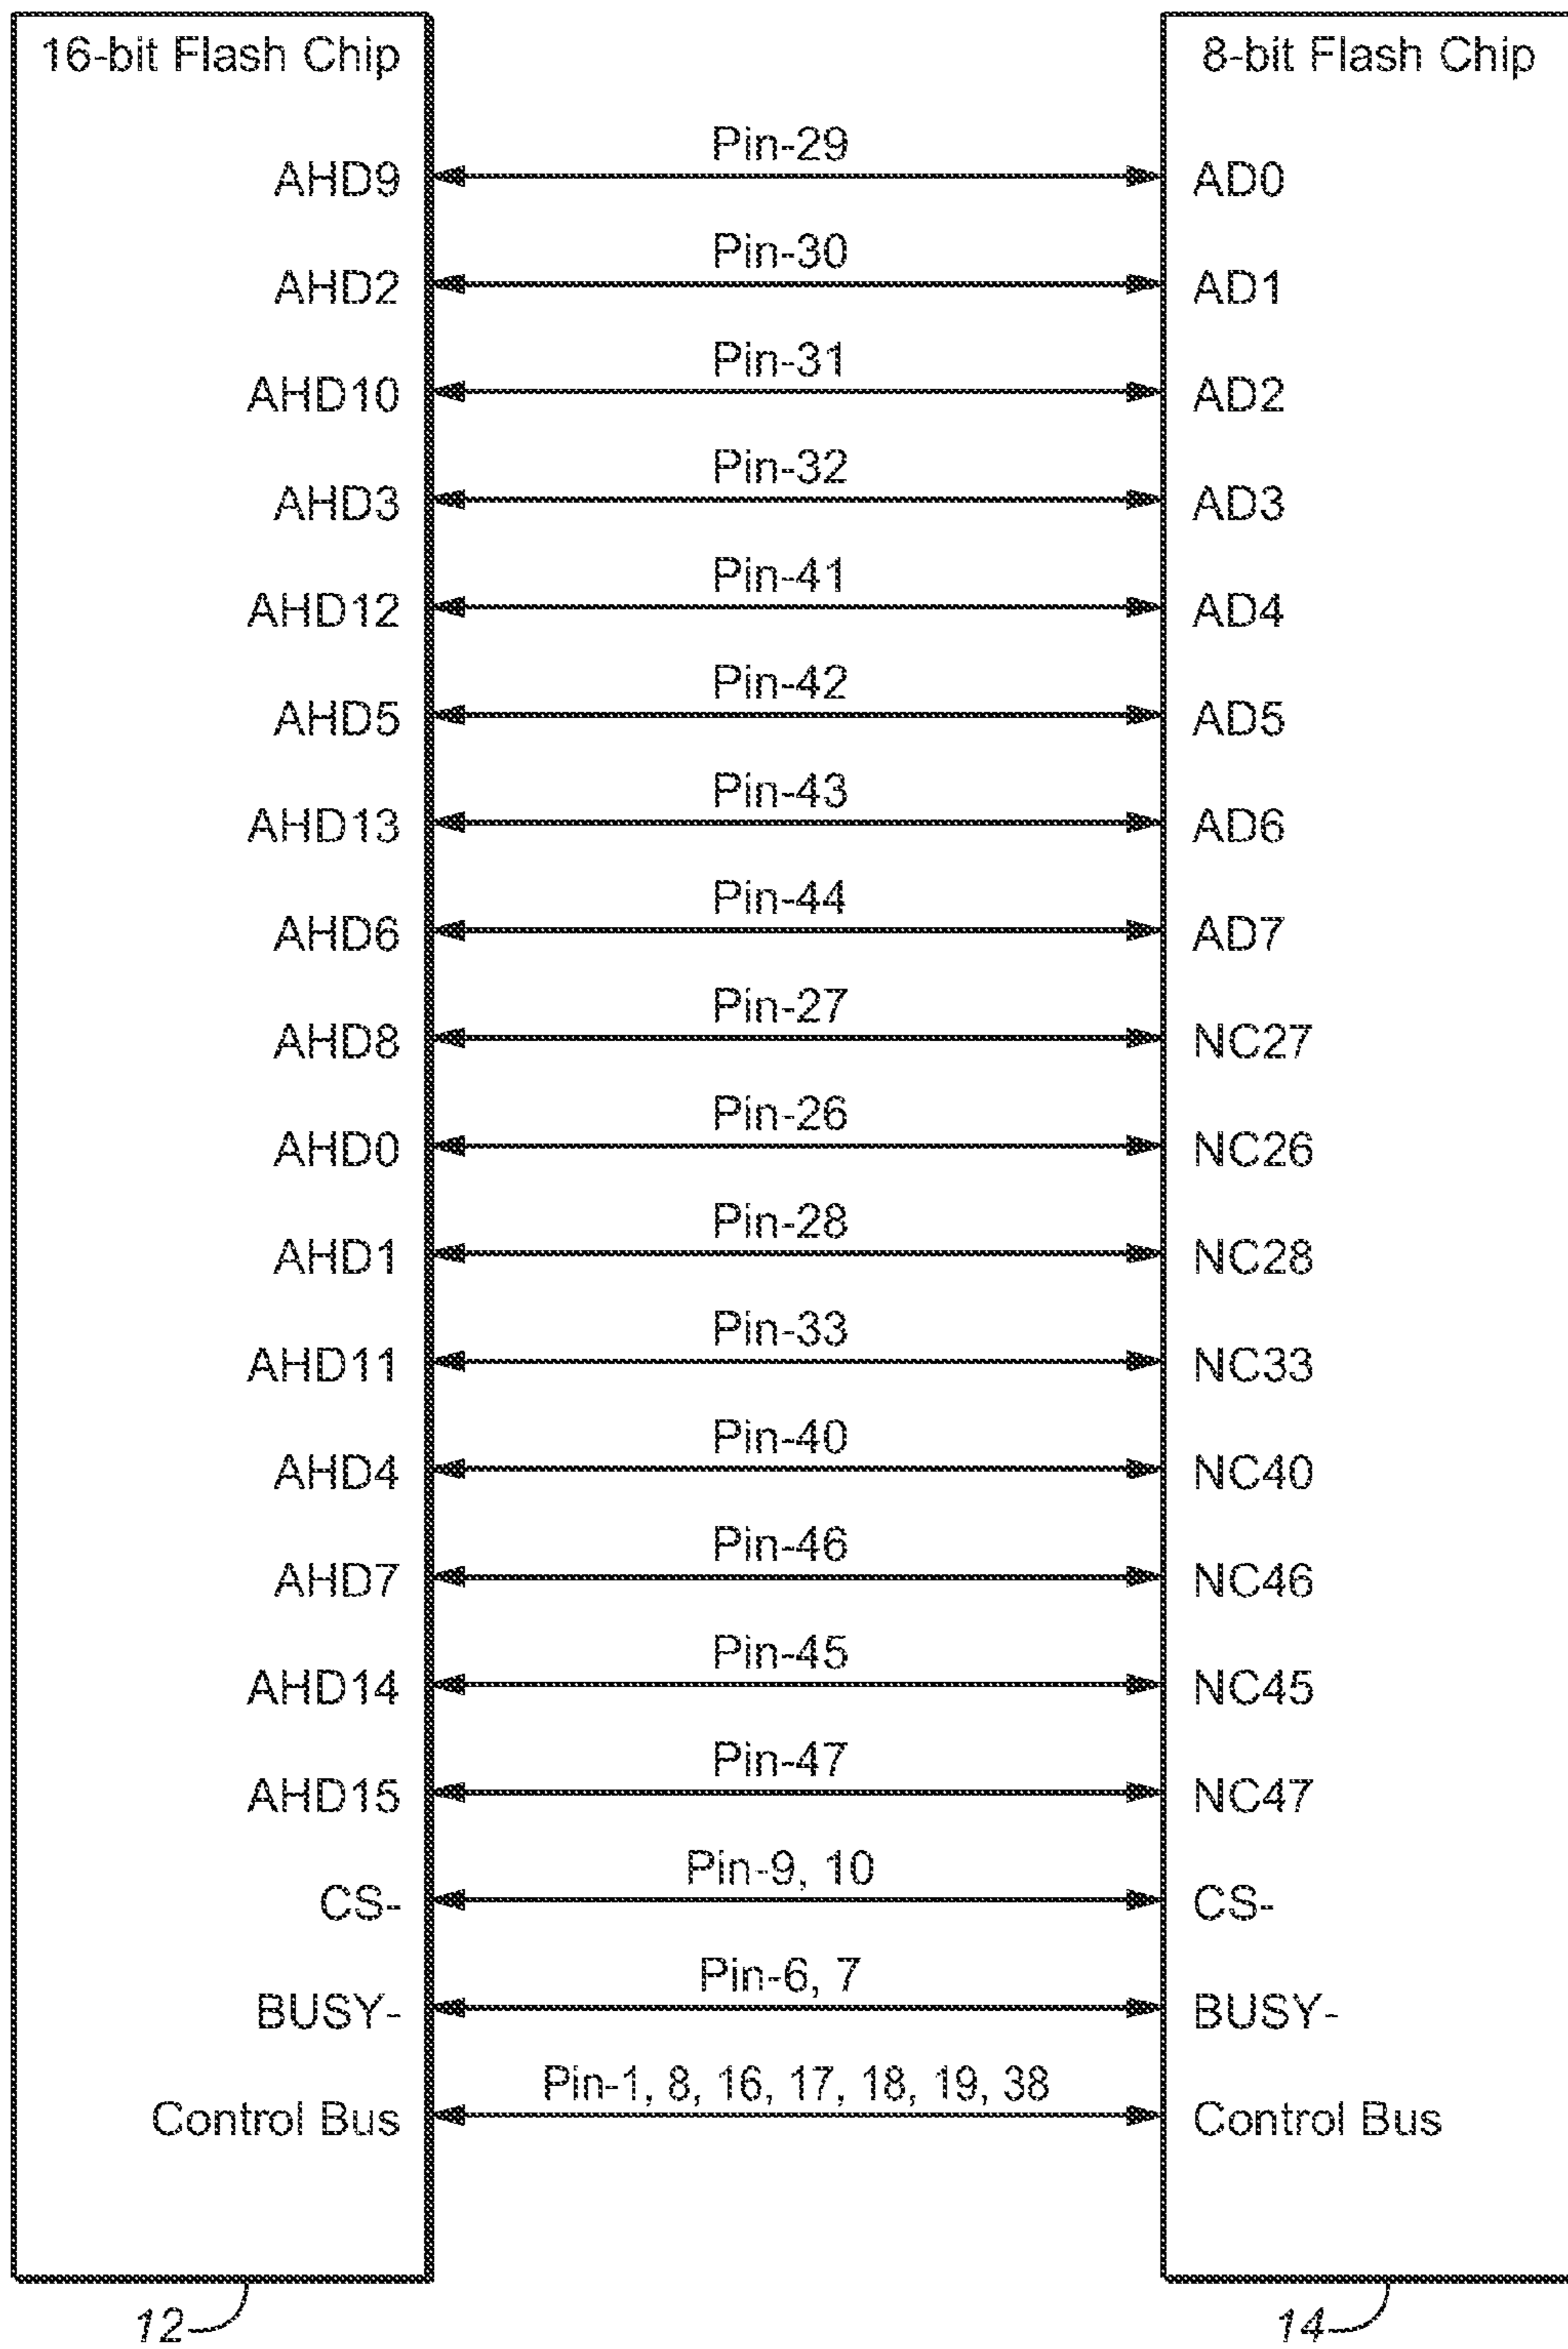 16-bit Flash Chip
8-bit Flash Chip
AHD9 Pin-29 AD0
AHD2 Pin-30 AD1
AHD10 Pin-31 AD2
AHD3 Pin-32 AD3
AHD12 Pin-41 AD4
AHD5 Pin-42 AD5
AHD13 Pin-43 AD6
AHD6 Pin-44 AD7
AHD8 Pin-27 NC27
AHD0 Pin-26 NC26
AHD1 Pin-28 NC28
AHD11 Pin-33 NC33
AHD4 Pin-40 NC40
AHD7 Pin-46 NC46
AHD14 Pin-45 NC45
AHD15 Pin-47 NC47
CS- Pin-9, 10 CS-
BUSY- Pin-6, 7 BUSY-
Control Bus Pin-1, 8, 16, 17, 18, 19, 38 Control Bus
12
14